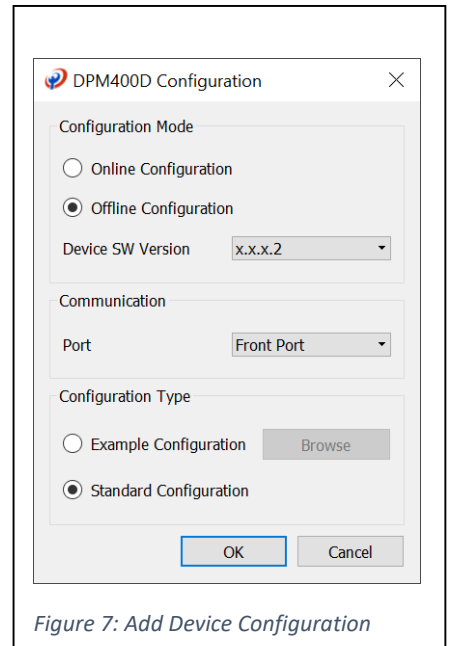 DPM400D Configuration
Configuration Mode
Online Configuration
Offline Configuration
Device SW Version x.x.x.2
Communication
Port Front Port
Configuration Type
Example Configuration Browse
Standard Configuration
OK Cancel
Figure 7: Add Device Configuration